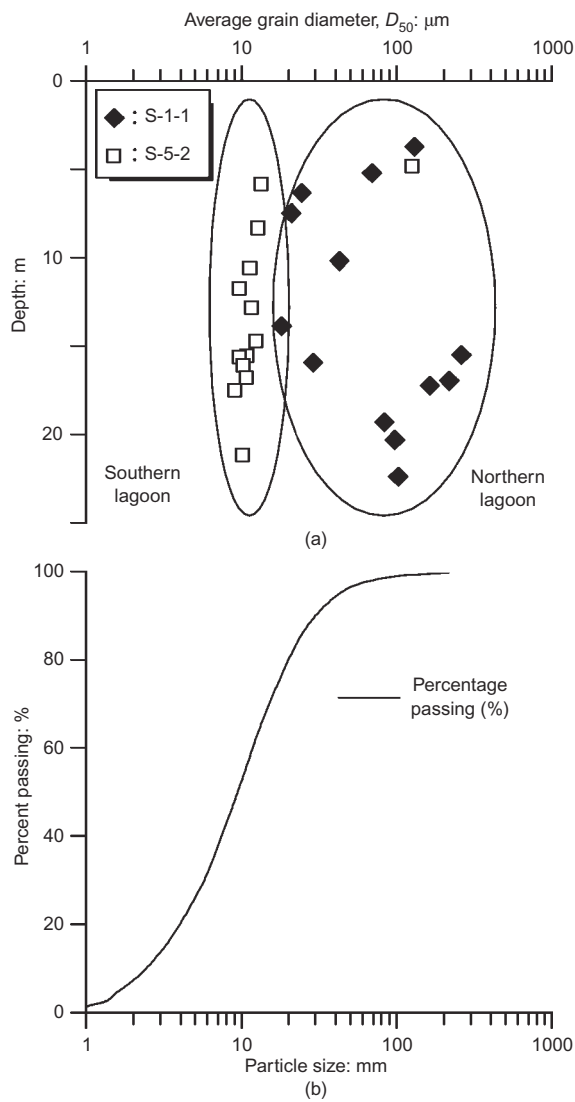 Average grain diameter, D50: μm
1 10 100 1000
0
10
20
Depth: m
: S-1-1
: S-5-2
Southern
lagoon
Northern
lagoon
(a)
100
80
60
40
20
0
Percent passing: %
Percentage
passing (%)
1 10 100 1000
Particle size: mm
(b)